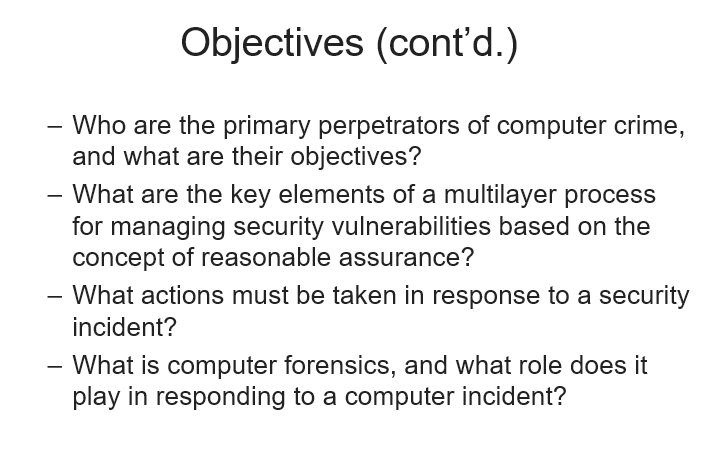 Objectives (cont’d.)
– Who are the primary perpetrators of computer crime,
and what are their objectives?
– What are the key elements of a multilayer process
for managing security vulnerabilities based on the
concept of reasonable assurance?
– What actions must be taken in response to a security
incident?
– What is computer forensics, and what role does it
play in responding to a computer incident?